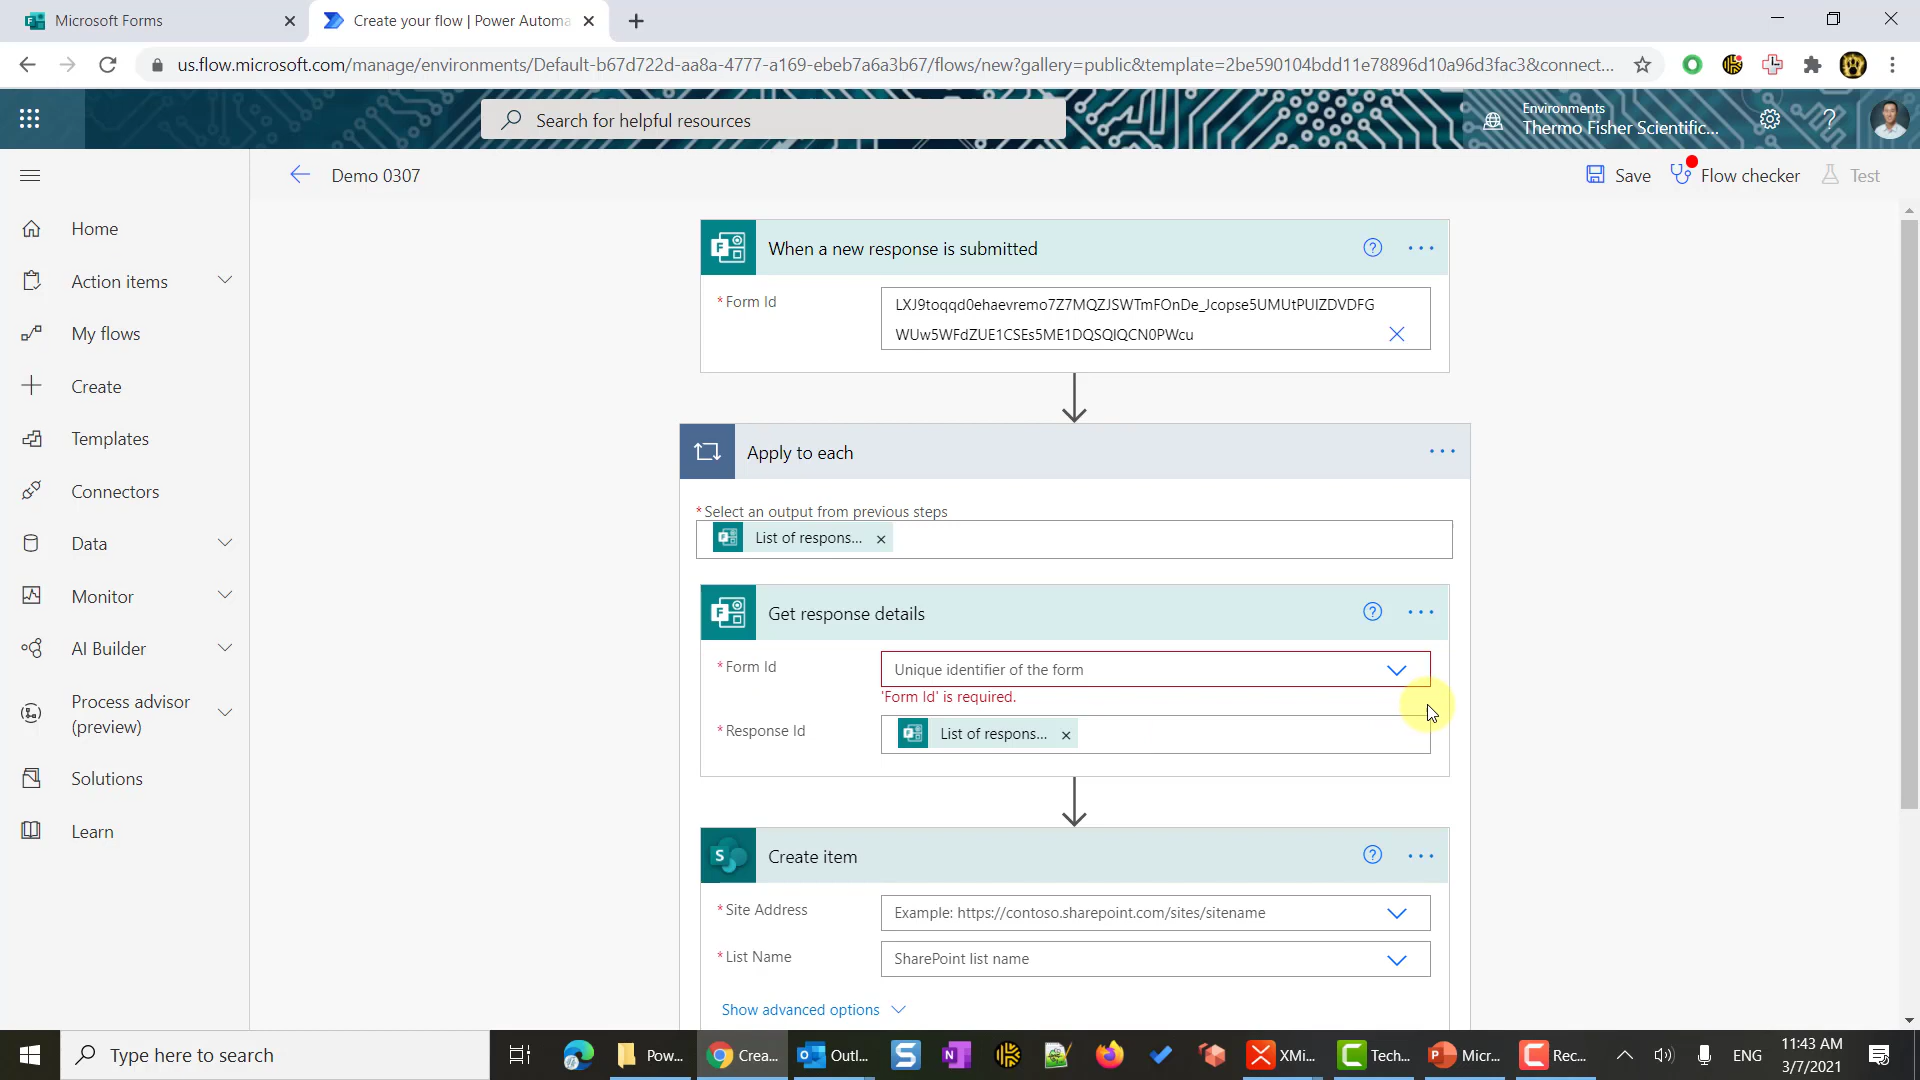 Microsoft Forms
Create your flow | Power Automa
us.flow.microsoft.com/manage/environments/Default-b67d722d-aa8a-4777-a169-ebeb7a6a3b67/flows/new?gallery=public&template=2be590104bdd11e78896d10a96d3fac3&connect...
Search for helpful resources
Environments
Thermo Fisher Scientific...
Demo 0307
Save
Flow checker
Test
Home
Action items
My flows
Create
Templates
Connectors
Data
Monitor
AI Builder
Process advisor
(preview)
Solutions
Learn
When a new response is submitted
* Form Id
LXJ9toqqd0ehaevremo7Z7MQZJSWTmFOnDe_Jcopse5UMUtPUlZDVDFG
WUw5WFdZUE1CSEs5ME1DQSQlQCN0PWcu
Apply to each
* Select an output from previous steps
List of respons... ×
Get response details
* Form Id
Unique identifier of the form
'Form Id' is required.
* Response Id
List of respons... ×
Create item
* Site Address
Example: https://contoso.sharepoint.com/sites/sitename
* List Name
SharePoint list name
Show advanced options
Type here to search
Pow...
Crea...
Outl...
XMi...
Tech...
Micr...
Rec...
ENG
11:43 AM
3/7/2021